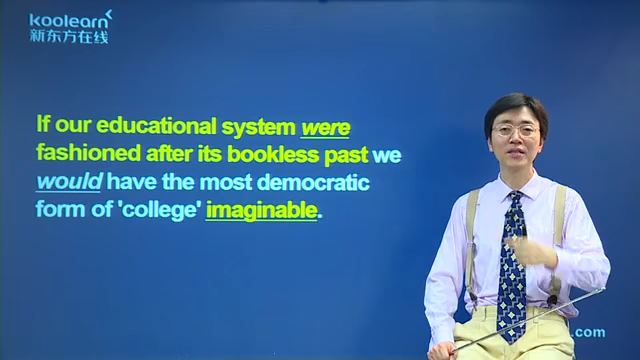 koolearn
新东方在线
If our educational system were
fashioned after its bookless past we
would have the most democratic
form of 'college' imaginable.
.com